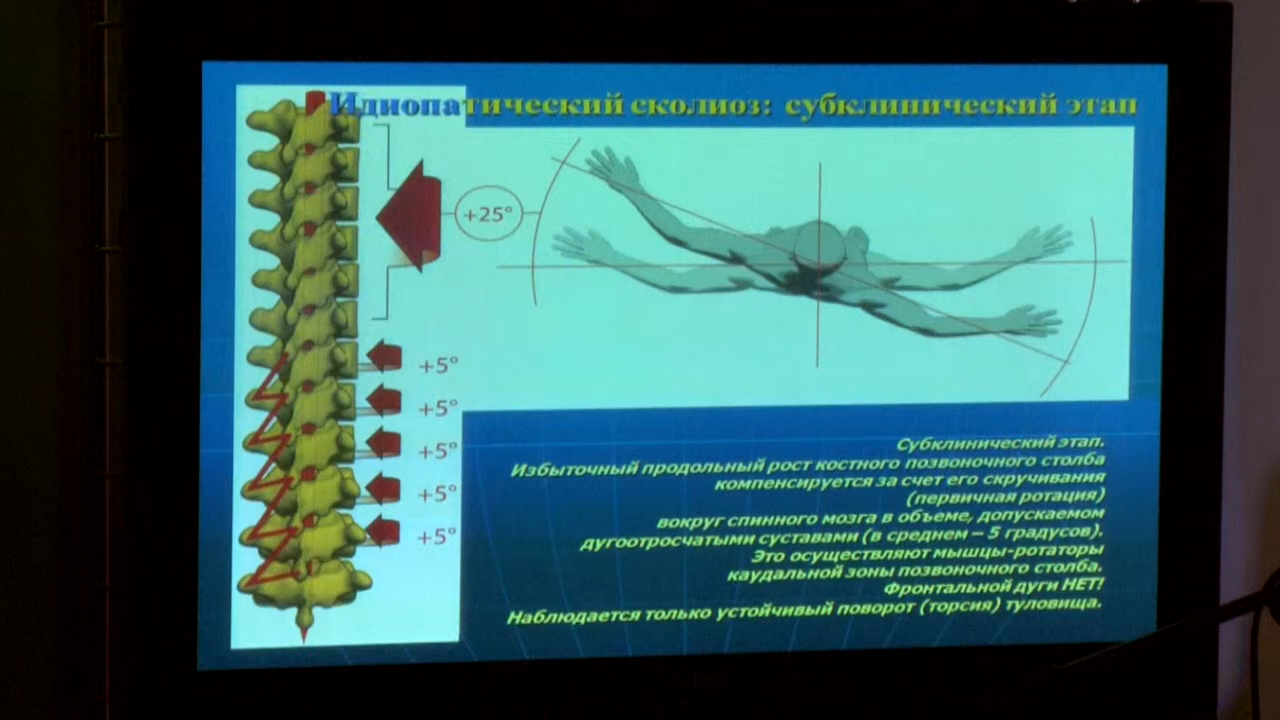 Идиопатический сколиоз: субклинический этап
+25°
+5°
+5°
+5°
+5°
+5°
Субклинический этап.
Избыточный продольный рост костного позвоночного столба
компенсируется за счет его скручивания
(первичная ротация)
вокруг спинного мозга в объеме, допускаемом
дугоотросчатыми суставами (в среднем – 5 градусов).
Это осуществляют мышцы-ротаторы
каудальной зоны позвоночного столба.
Фронтальной дуги НЕТ!
Наблюдается только устойчивый поворот (торсия) туловища.